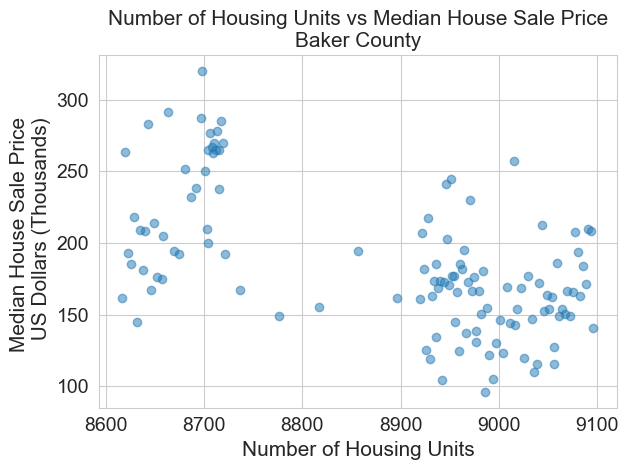 Number of Housing Units vs Median House Sale Price
Baker County
Median House Sale Price
US Dollars (Thousands)
300
250
200
150
100
8600
8700
8800
8900
9000
9100
Number of Housing Units